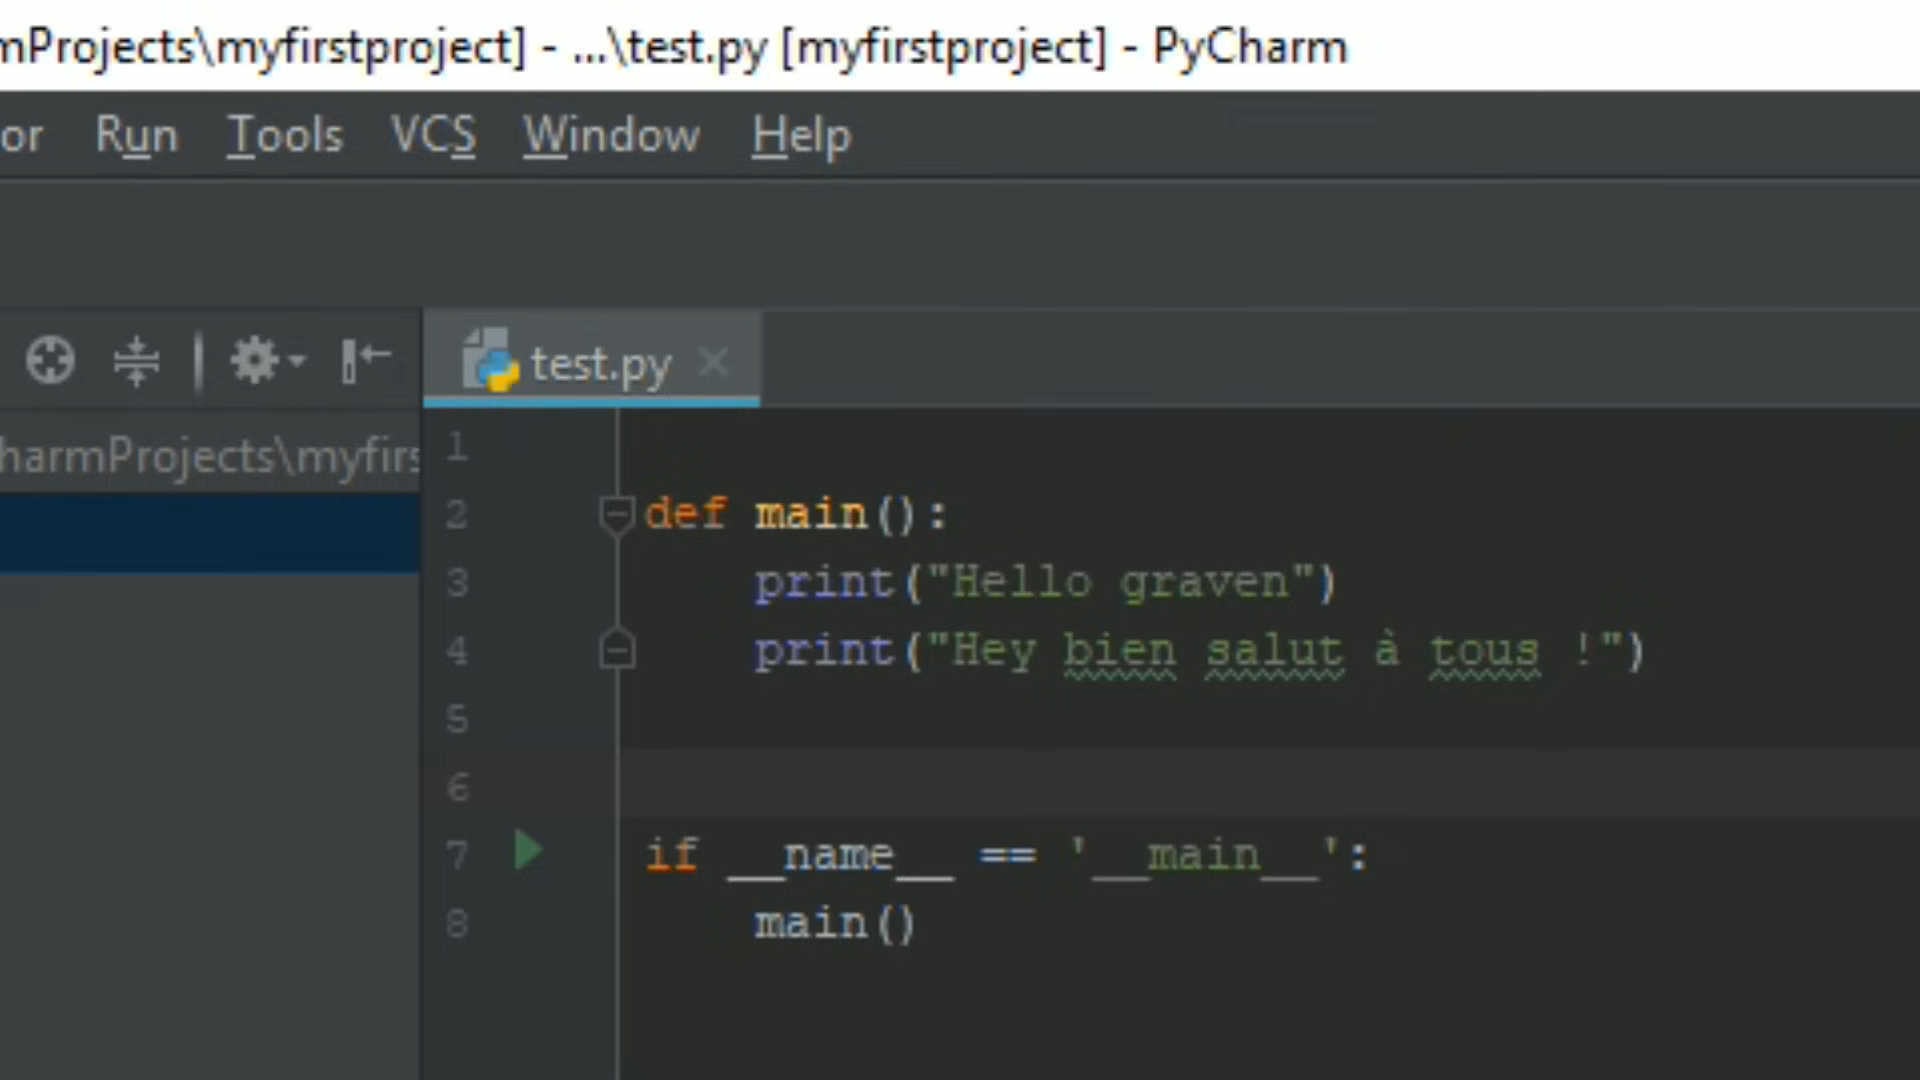 mProjects\myfirstproject] - ...\test.py [myfirstproject] - PyCharm
or Run Tools VCS Window Help
test.py
harmProjects\myfirs
1
2 def main():
3 print("Hello graven")
4 print("Hey bien salut à tous !")
5
6
7 if __name__ == '__main__':
8 main()